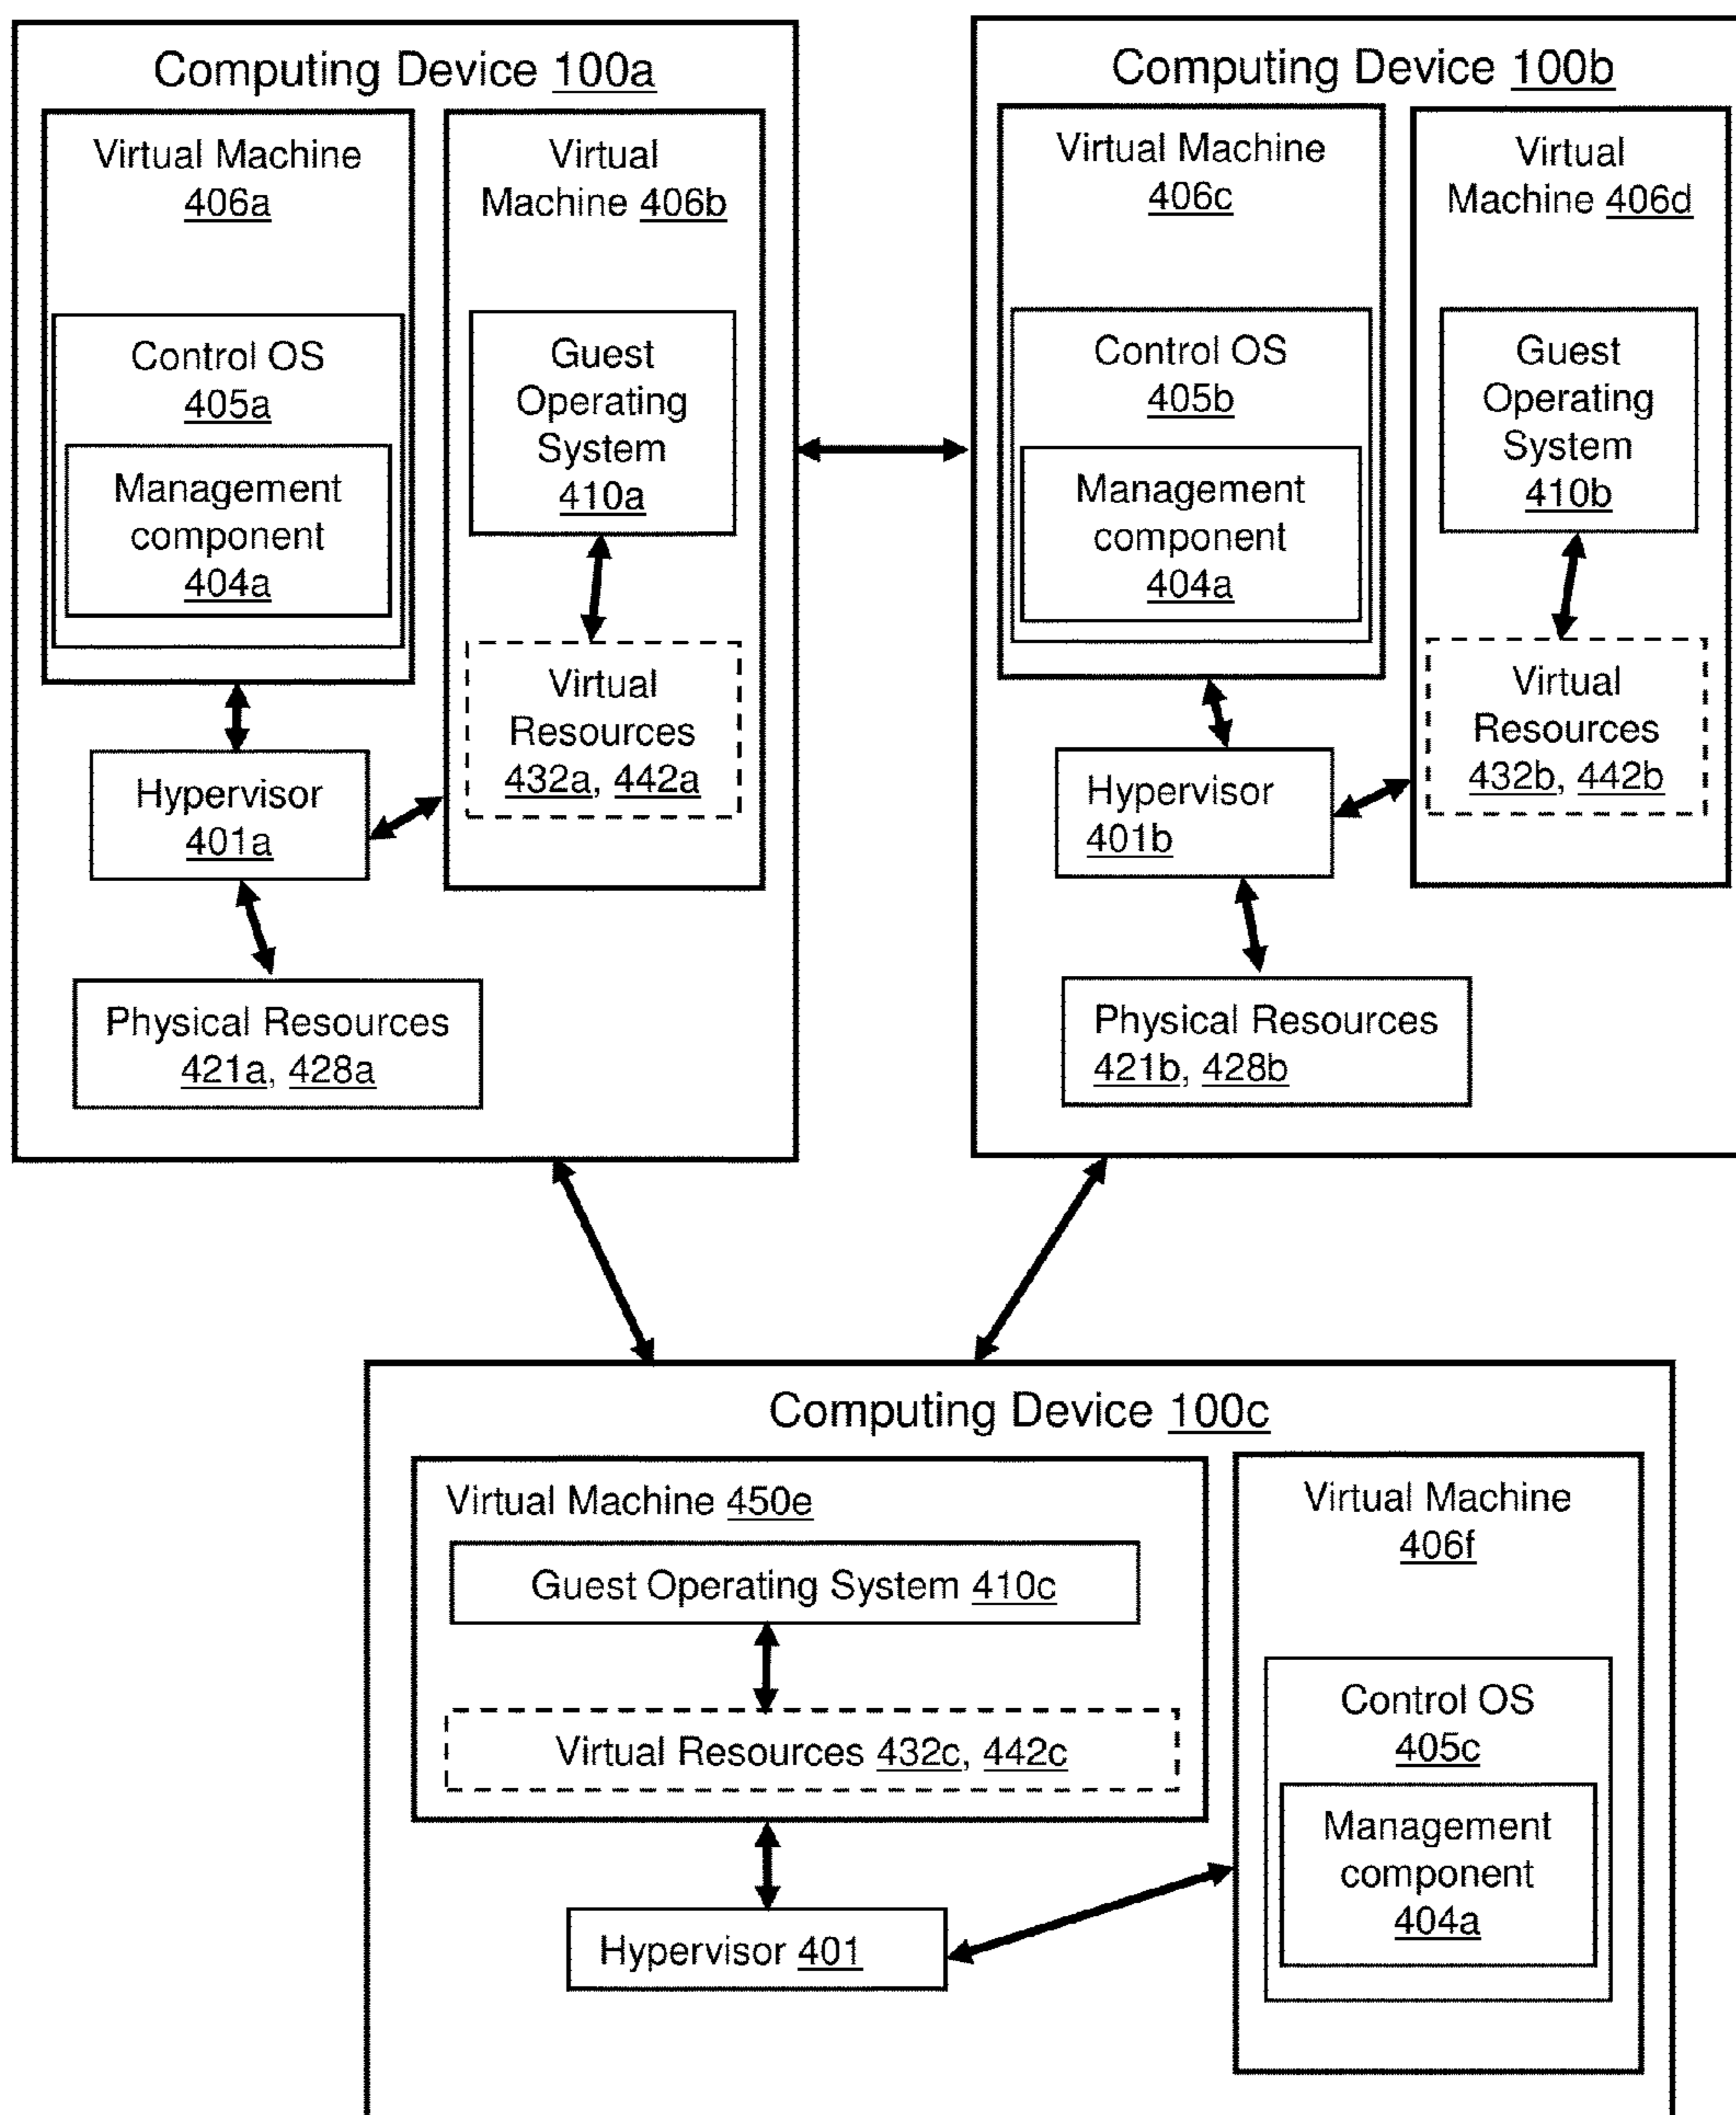 Computing Device 100a
Virtual Machine
406a
Control OS
405a
Management
component
404a
Virtual
Machine 406b
Guest
Operating
System
410a
Virtual
Resources
432a, 442a
Hypervisor
401a
Physical Resources
421a, 428a
Computing Device 100b
Virtual Machine
406c
Control OS
405b
Management
component
404a
Virtual
Machine 406d
Guest
Operating
System
410b
Virtual
Resources
432b, 442b
Hypervisor
401b
Physical Resources
421b, 428b
Computing Device 100c
Virtual Machine 450e
Guest Operating System 410c
Virtual Resources 432c, 442c
Hypervisor 401
Virtual Machine
406f
Control OS
405c
Management
component
404a